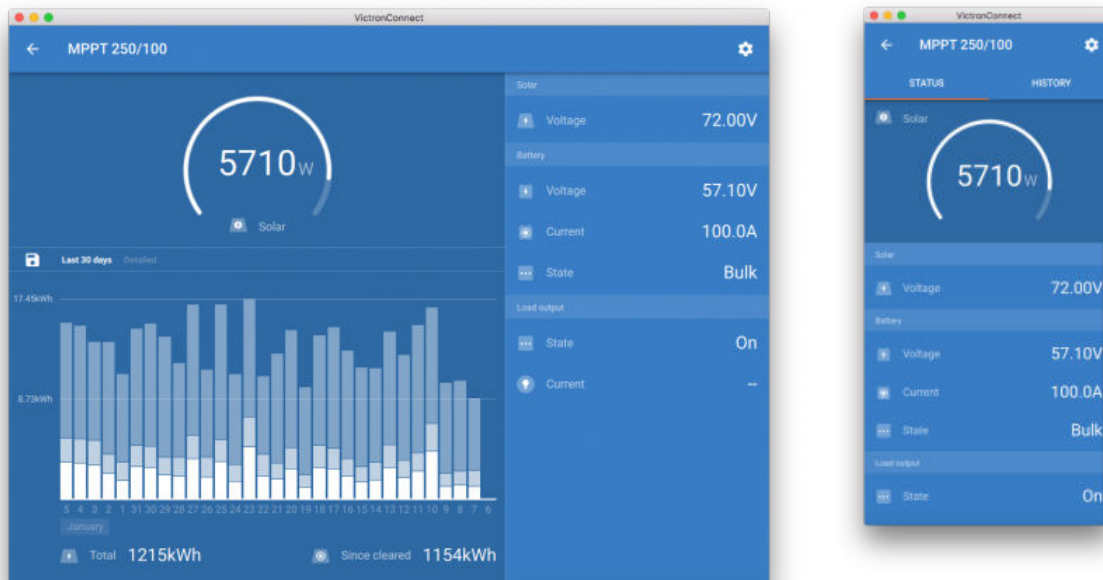 VictronConnect
MPPT 250/100
5710W
Solar
Last 30 days Detailed
17.45kWh
8.73kWh
5 4 3 2 1 31 30 29 28 27 26 25 24 23 22 21 20 19 18 17 16 15 14 13 12 11 10 9 8 7 6
January
Total 1215kWh Since cleared 1154kWh
Solar
Voltage 72.00V
Battery
Voltage 57.10V
Current 100.0A
State Bulk
Load output
State On
Current --
VictronConnect
MPPT 250/100
STATUS HISTORY
Solar
5710W
Solar
Voltage 72.00V
Battery
Voltage 57.10V
Current 100.0A
State Bulk
Load output
State On